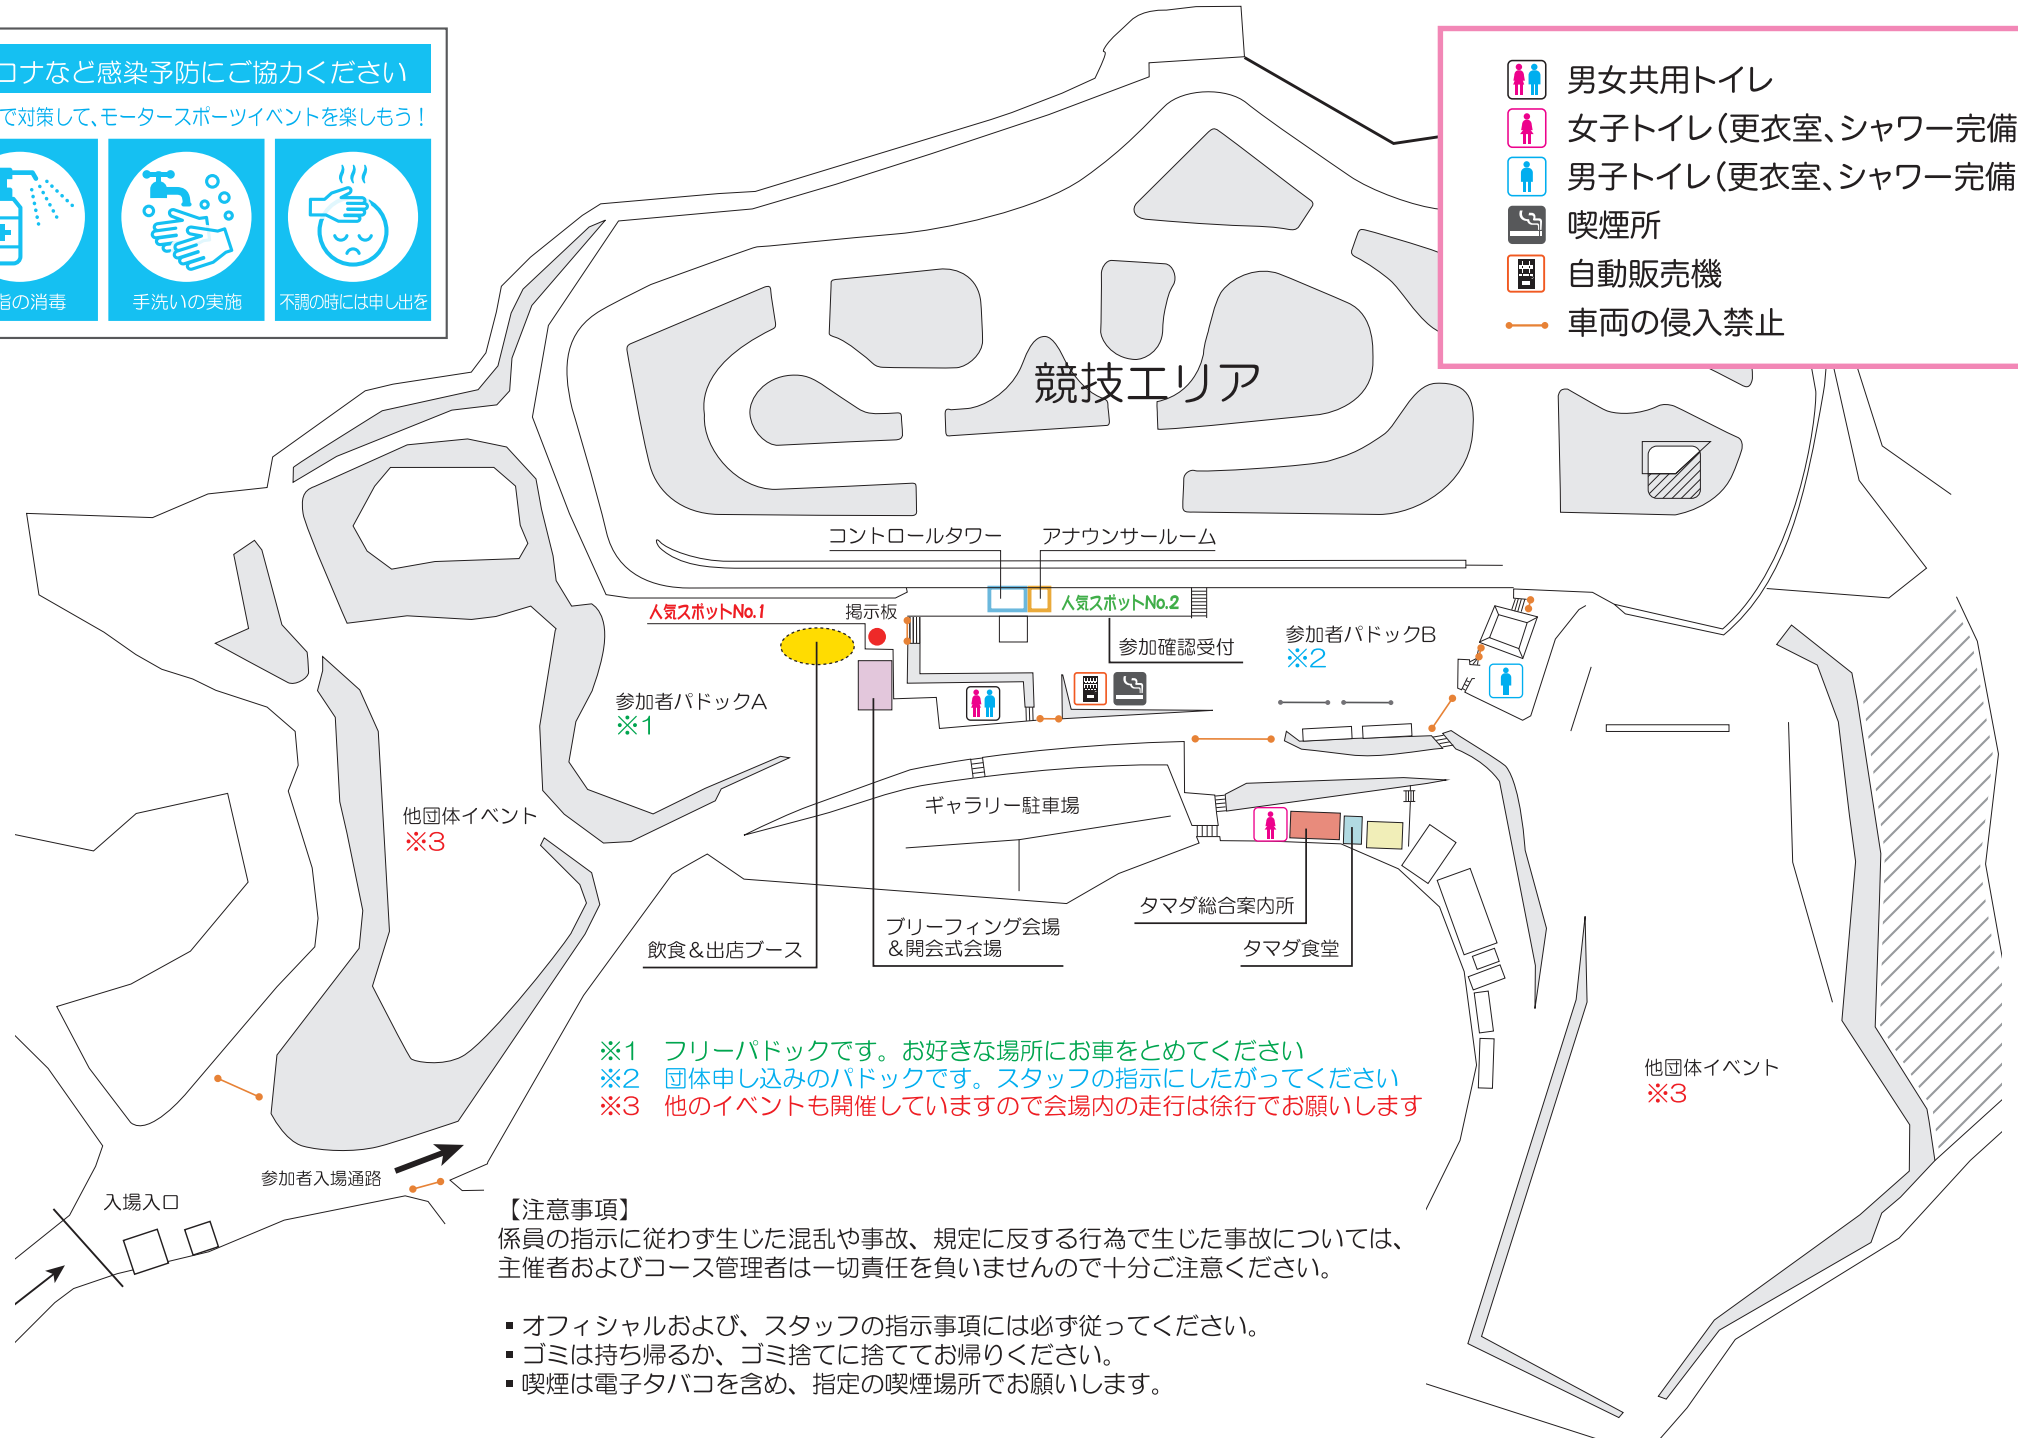 コロナなど感染予防にご協力ください
で対策して、モータースポーツイベントを楽しもう！
指の消毒
手洗いの実施
不調の時には申し出を
男女共用トイレ
女子トイレ（更衣室、シャワー完備
男子トイレ（更衣室、シャワー完備
喫煙所
自動販売機
車両の侵入禁止
競技エリア
コントロールタワー
アナウンサールーム
人気スポットNo.1
掲示板
人気スポットNo.2
参加確認受付
参加者パドックB
※2
参加者パドックA
※1
他団体イベント
※3
ギャラリー駐車場
タマダ総合案内所
タマダ食堂
ブリーフィング会場
＆開会式会場
飲食＆出店ブース
※1　フリーパドックです。お好きな場所にお車をとめてください
※2　団体申し込みのパドックです。スタッフの指示にしたがってください
※3　他のイベントも開催していますので会場内の走行は徐行でお願いします
他団体イベント
※3
参加者入場通路
入場入口
【注意事項】
係員の指示に従わず生じた混乱や事故、規定に反する行為で生じた事故については、
主催者およびコース管理者は一切責任を負いませんので十分ご注意ください。
▪オフィシャルおよび、スタッフの指示事項には必ず従ってください。
▪ゴミは持ち帰るか、ゴミ捨てに捨ててお帰りください。
▪喫煙は電子タバコを含め、指定の喫煙場所でお願いします。